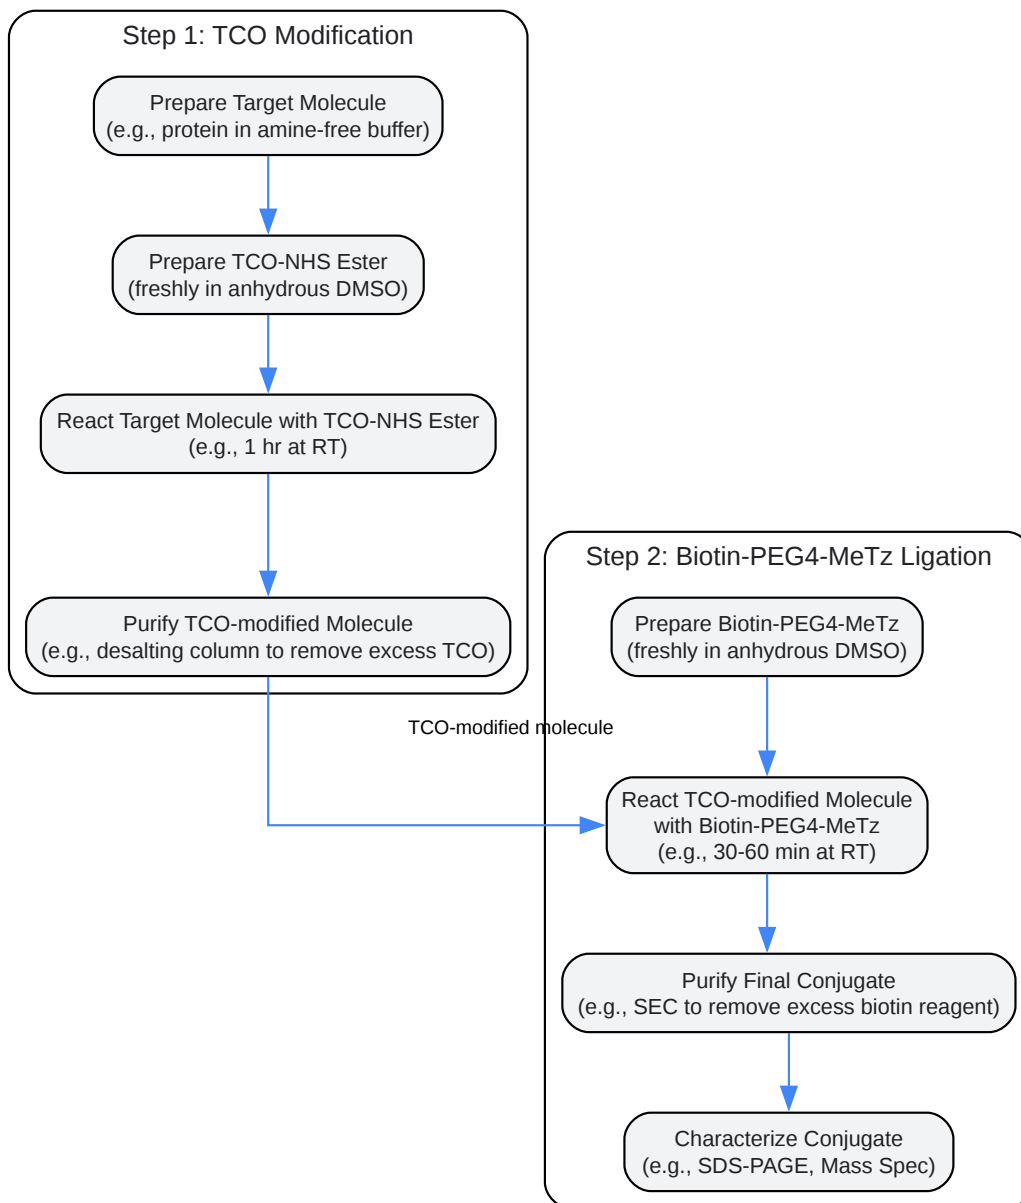 Step 1: TCO Modification
Prepare Target Molecule
(e.g., protein in amine-free buffer)
Prepare TCO-NHS Ester
(freshly in anhydrous DMSO)
React Target Molecule with TCO-NHS Ester
(e.g., 1 hr at RT)
Purify TCO-modified Molecule
(e.g., desalting column to remove excess TCO)
TCO-modified molecule
Step 2: Biotin-PEG4-MeTz Ligation
Prepare Biotin-PEG4-MeTz
(freshly in anhydrous DMSO)
React TCO-modified Molecule
with Biotin-PEG4-MeTz
(e.g., 30-60 min at RT)
Purify Final Conjugate
(e.g., SEC to remove excess biotin reagent)
Characterize Conjugate
(e.g., SDS-PAGE, Mass Spec)